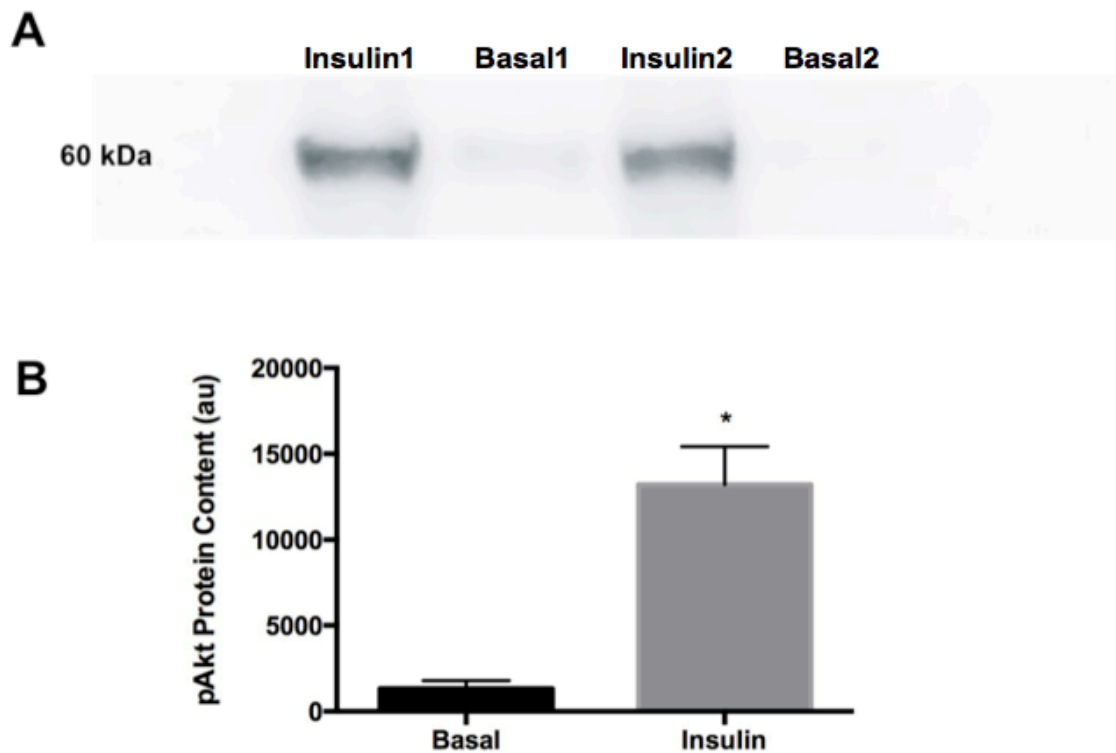 A
Insulin1 Basal1 Insulin2 Basal2
60 kDa
B
pAkt Protein Content (au)
20000
15000
10000
5000
0
*
Basal Insulin